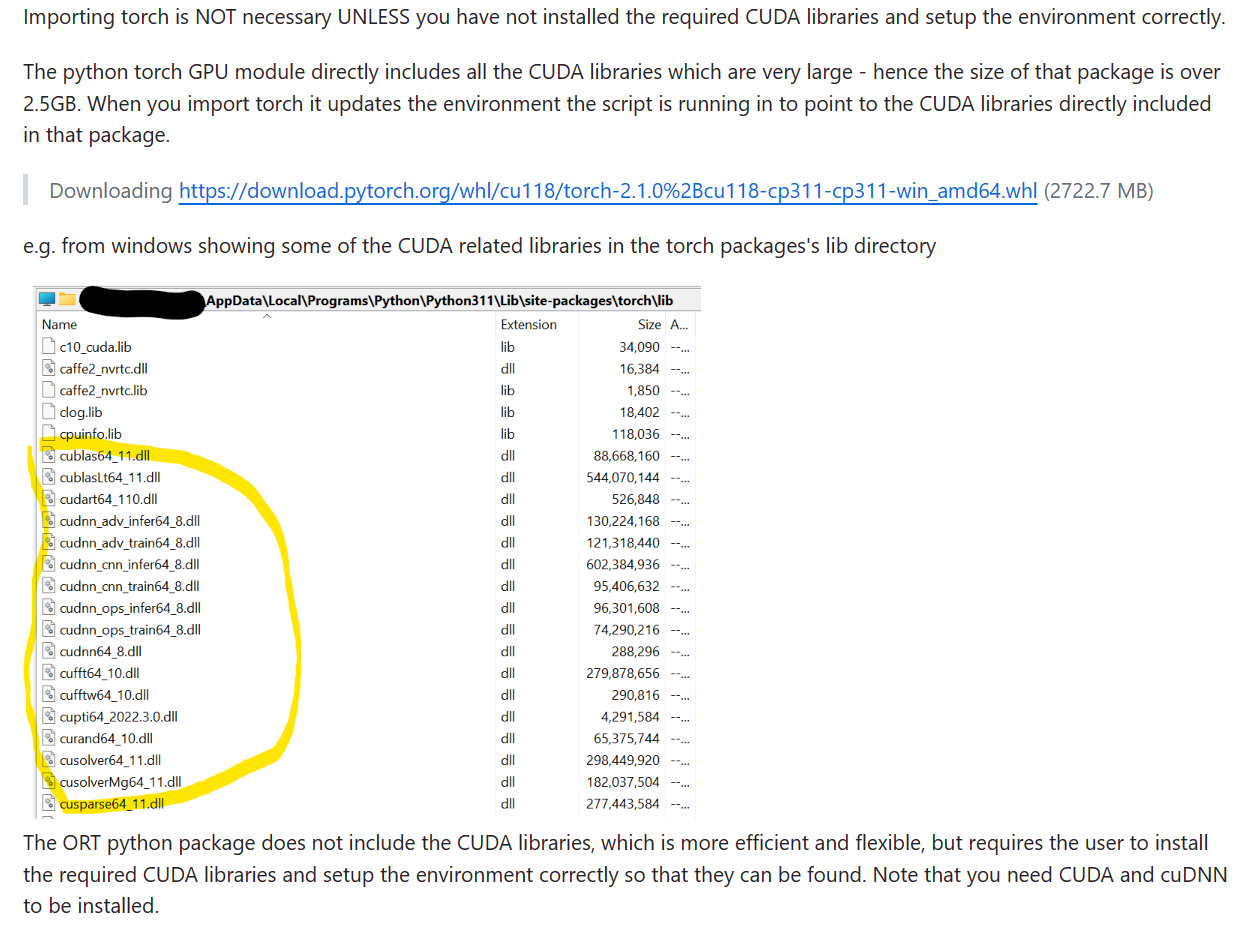 Importing torch is NOT necessary UNLESS you have not installed the required CUDA libraries and setup the environment correctly.
The python torch GPU module directly includes all the CUDA libraries which are very large - hence the size of that package is over
2.5GB. When you import torch it updates the environment the script is running in to point to the CUDA libraries directly included
in that package.
Downloading https://download.pytorch.org/whl/cu118/torch-2.1.0%2Bcu118-cp311-cp311-win_amd64.whl (2722.7 MB)
e.g. from windows showing some of the CUDA related libraries in the torch packages's lib directory
\AppData\Local\Programs\Python\Python311\Lib\site-packages\torch\lib
Name Extension Size A...
c10_cuda.lib lib 34,090 --...
caffe2_nvrtc.dll dll 16,384 --...
caffe2_nvrtc.lib lib 1,850 --...
clog.lib lib 18,402 --...
cpuinfo.lib lib 118,036 --...
cublas64_11.dll dll 88,668,160 --...
cublasLt64_11.dll dll 544,070,144 --...
cudart64_110.dll dll 526,848 --...
cudnn_adv_infer64_8.dll dll 130,224,168 --...
cudnn_adv_train64_8.dll dll 121,318,440 --...
cudnn_cnn_infer64_8.dll dll 602,384,936 --...
cudnn_cnn_train64_8.dll dll 95,406,632 --...
cudnn_ops_infer64_8.dll dll 96,301,608 --...
cudnn_ops_train64_8.dll dll 74,290,216 --...
cudnn64_8.dll dll 288,296 --...
cufft64_10.dll dll 279,878,656 --...
cufftw64_10.dll dll 290,816 --...
cupti64_2022.3.0.dll dll 4,291,584 --...
curand64_10.dll dll 65,375,744 --...
cusolver64_11.dll dll 298,449,920 --...
cusolverMg64_11.dll dll 182,037,504 --...
cusparse64_11.dll dll 277,443,584 --...
The ORT python package does not include the CUDA libraries, which is more efficient and flexible, but requires the user to install
the required CUDA libraries and setup the environment correctly so that they can be found. Note that you need CUDA and cuDNN
to be installed.